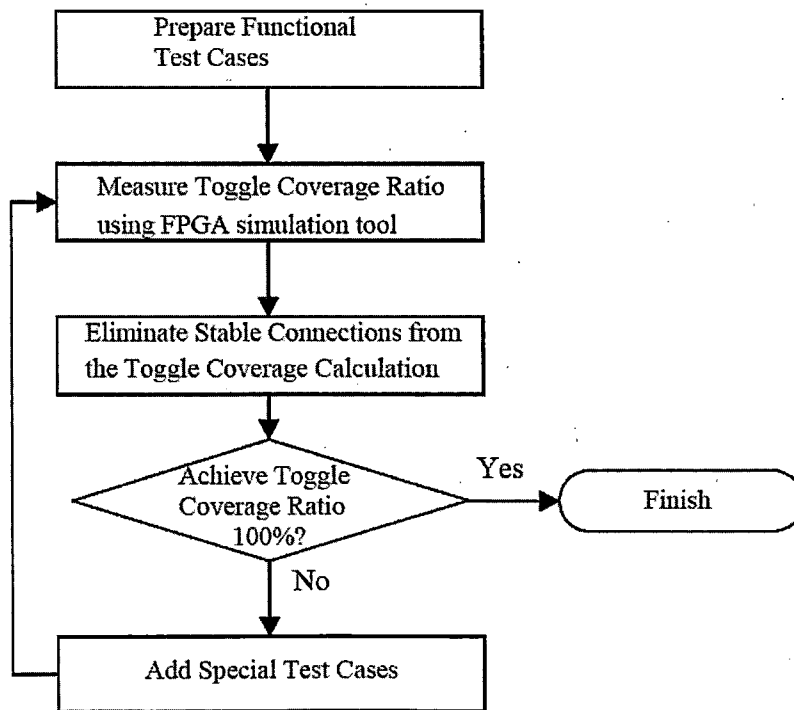 Prepare Functional
Test Cases
Measure Toggle Coverage Ratio
using FPGA simulation tool
Eliminate Stable Connections from
the Toggle Coverage Calculation
Achieve Toggle
Coverage Ratio
100%?
Yes
Finish
No
Add Special Test Cases